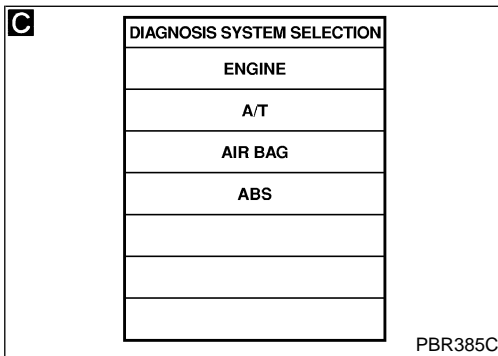 C
DIAGNOSIS SYSTEM SELECTION
ENGINE
A/T
AIR BAG
ABS
PBR385C